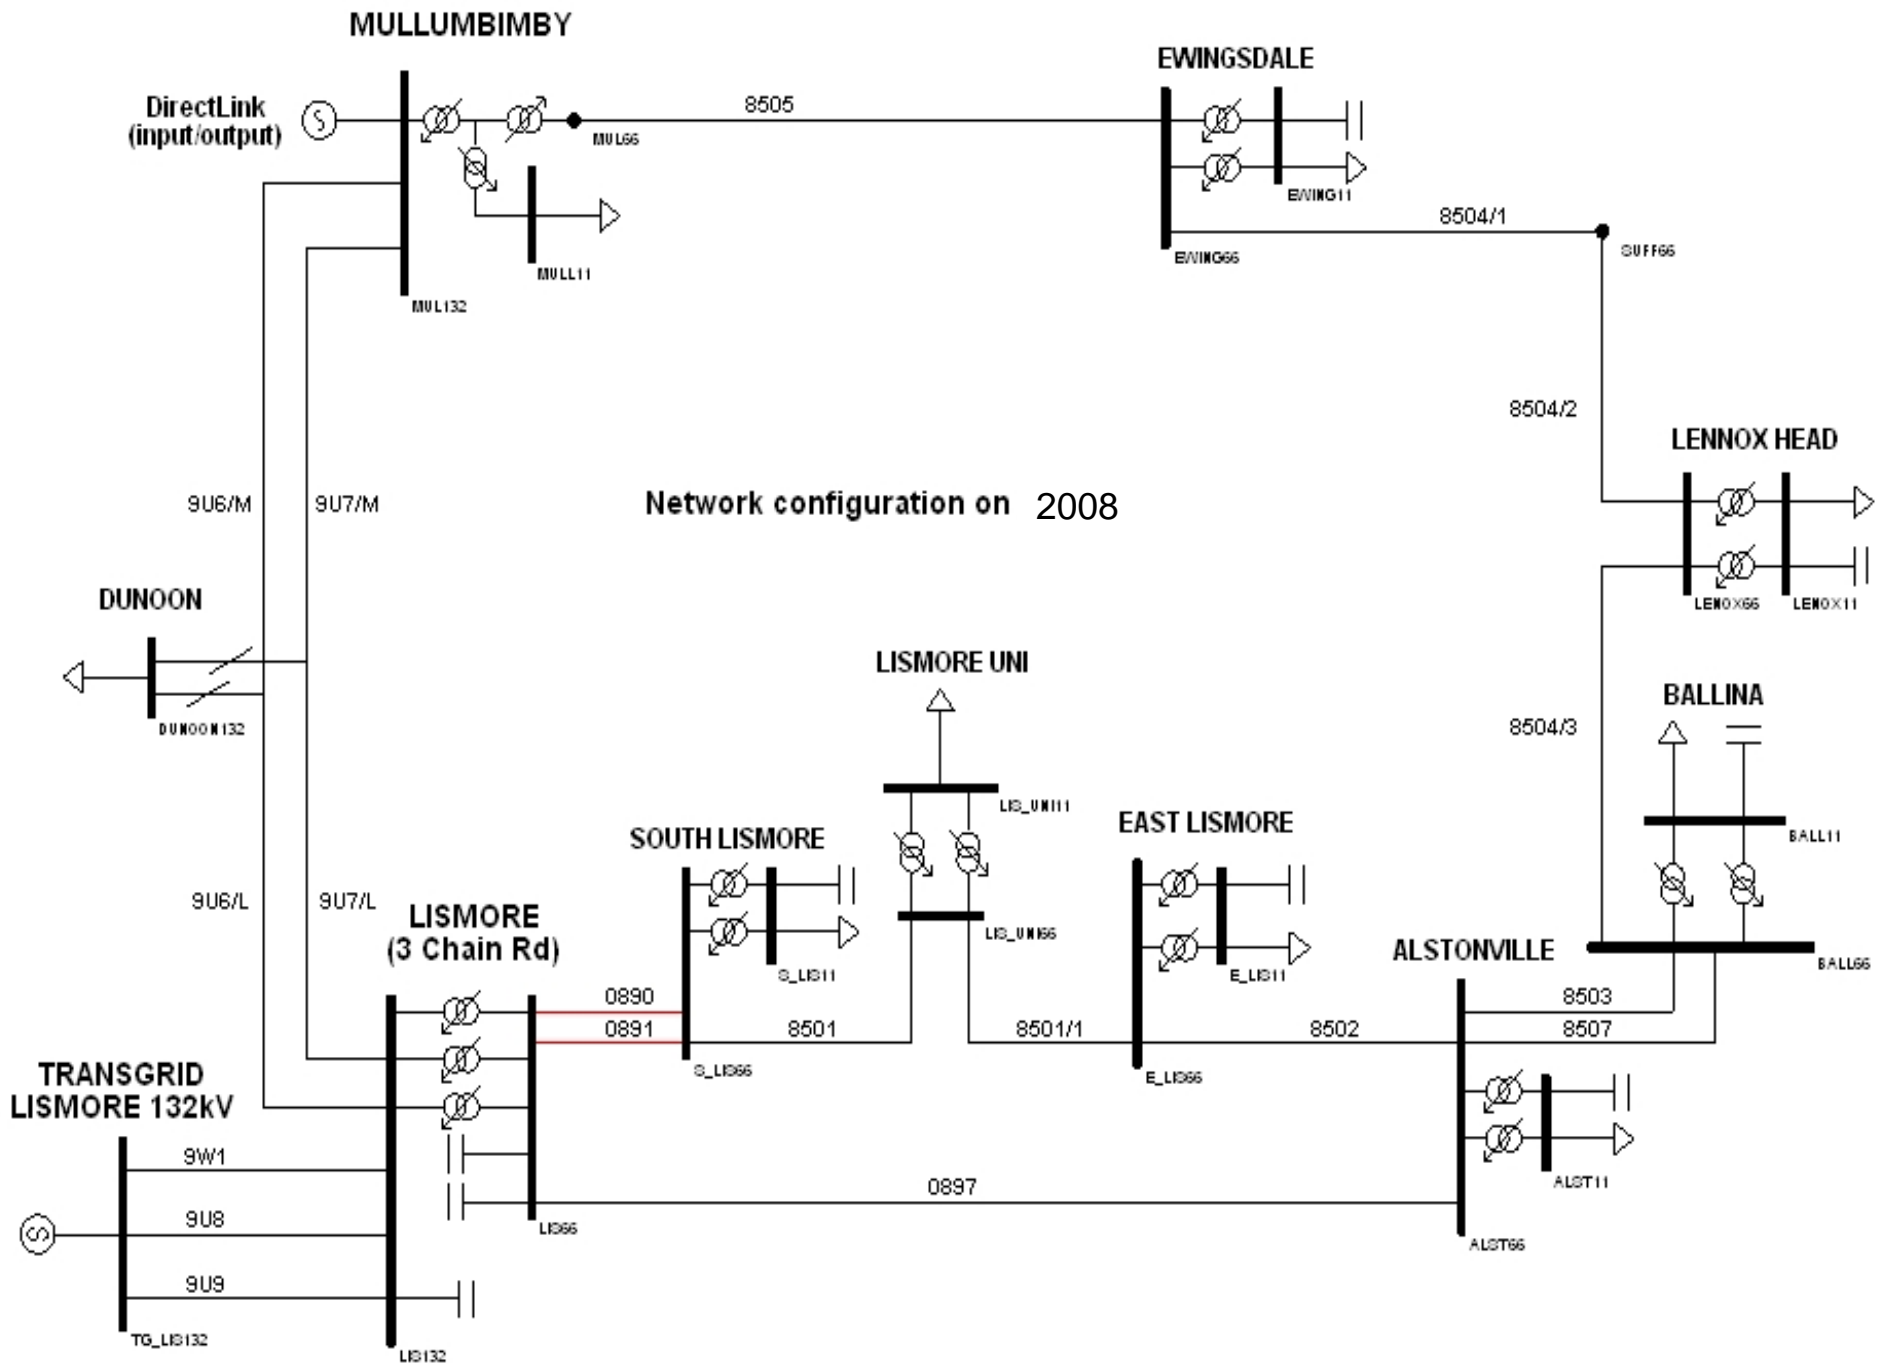 MULLUMBIMBY
EWINGSDALE
DirectLink
(input/output)
8505
MUL66
EWING11
8504/1
MULL11
EWING66
SUFF66
MUL132
8504/2
LENNOX HEAD
9U6/M
9U7/M
Network configuration on 2008
DUNOON
LENOX66
LENOX11
LISMORE UNI
BALLINA
DUNOON132
8504/3
LIS_UNI11
EAST LISMORE
SOUTH LISMORE
BALL11
9U6/L
9U7/L
LISMORE
(3 Chain Rd)
LIS_UNI66
ALSTONVILLE
S_LIS11
E_LIS11
BALL66
0890
8503
0891
8501
8501/1
8502
8507
S_LIS66
E_LIS66
TRANSGRID
LISMORE 132kV
9W1
ALST11
0897
9U8
LIS66
ALST66
9U9
TG_LIS132
LIS132